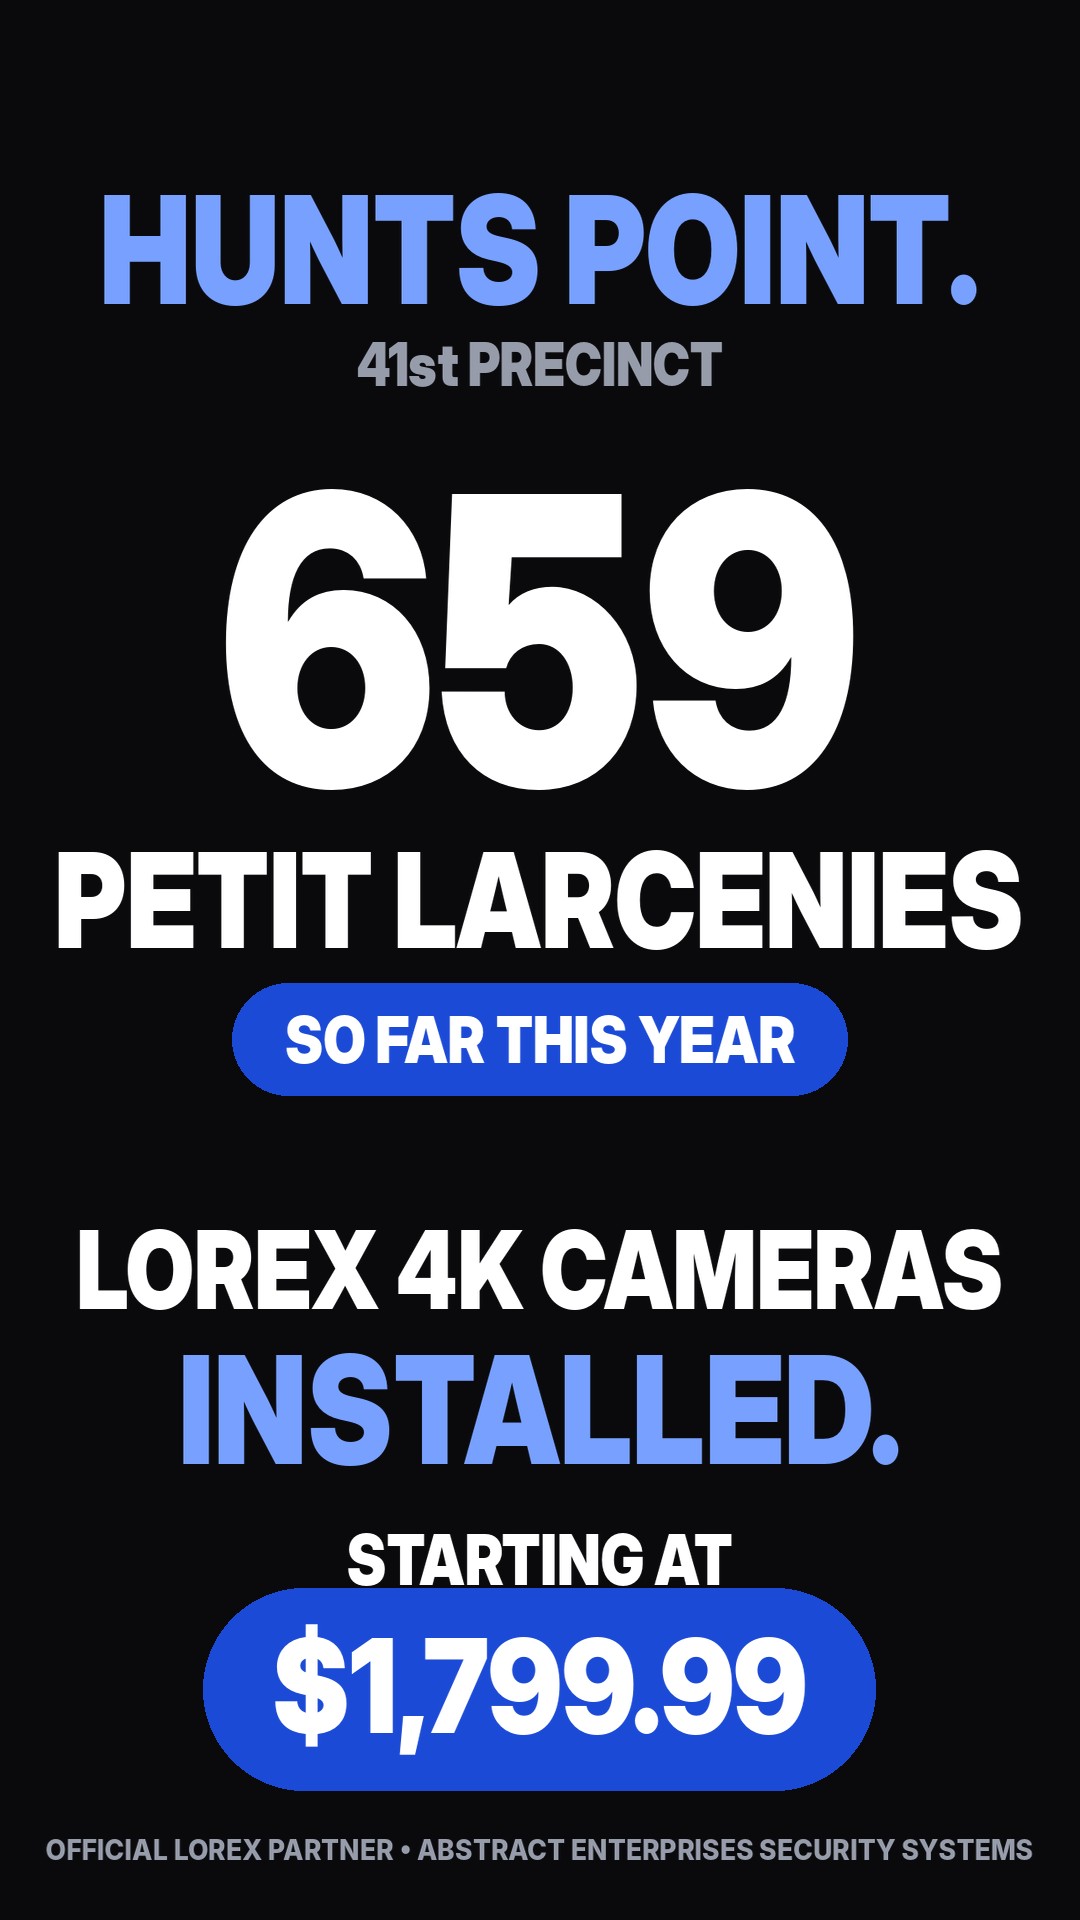 HUNTS POINT.
41st PRECINCT
659
PETIT LARCENIES
SO FAR THIS YEAR
LOREX 4K CAMERAS
INSTALLED.
STARTING AT
$1,799.99
OFFICIAL LOREX PARTNER • ABSTRACT ENTERPRISES SECURITY SYSTEMS